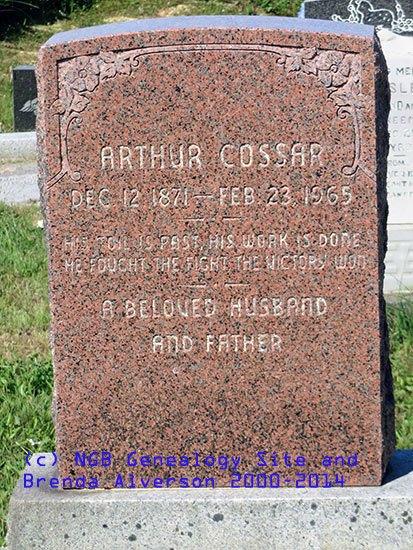 ARTHUR COSSAR
DEC. 12 1871 — FEB. 23, 1965
HIS TOIL IS PAST, HIS WORK IS DONE
HE FOUGHT THE FIGHT THE VICTORY WON
A BELOVED HUSBAND
AND FATHER
(c) NGB Genealogy Site and
Brenda Alverson 2000-2014